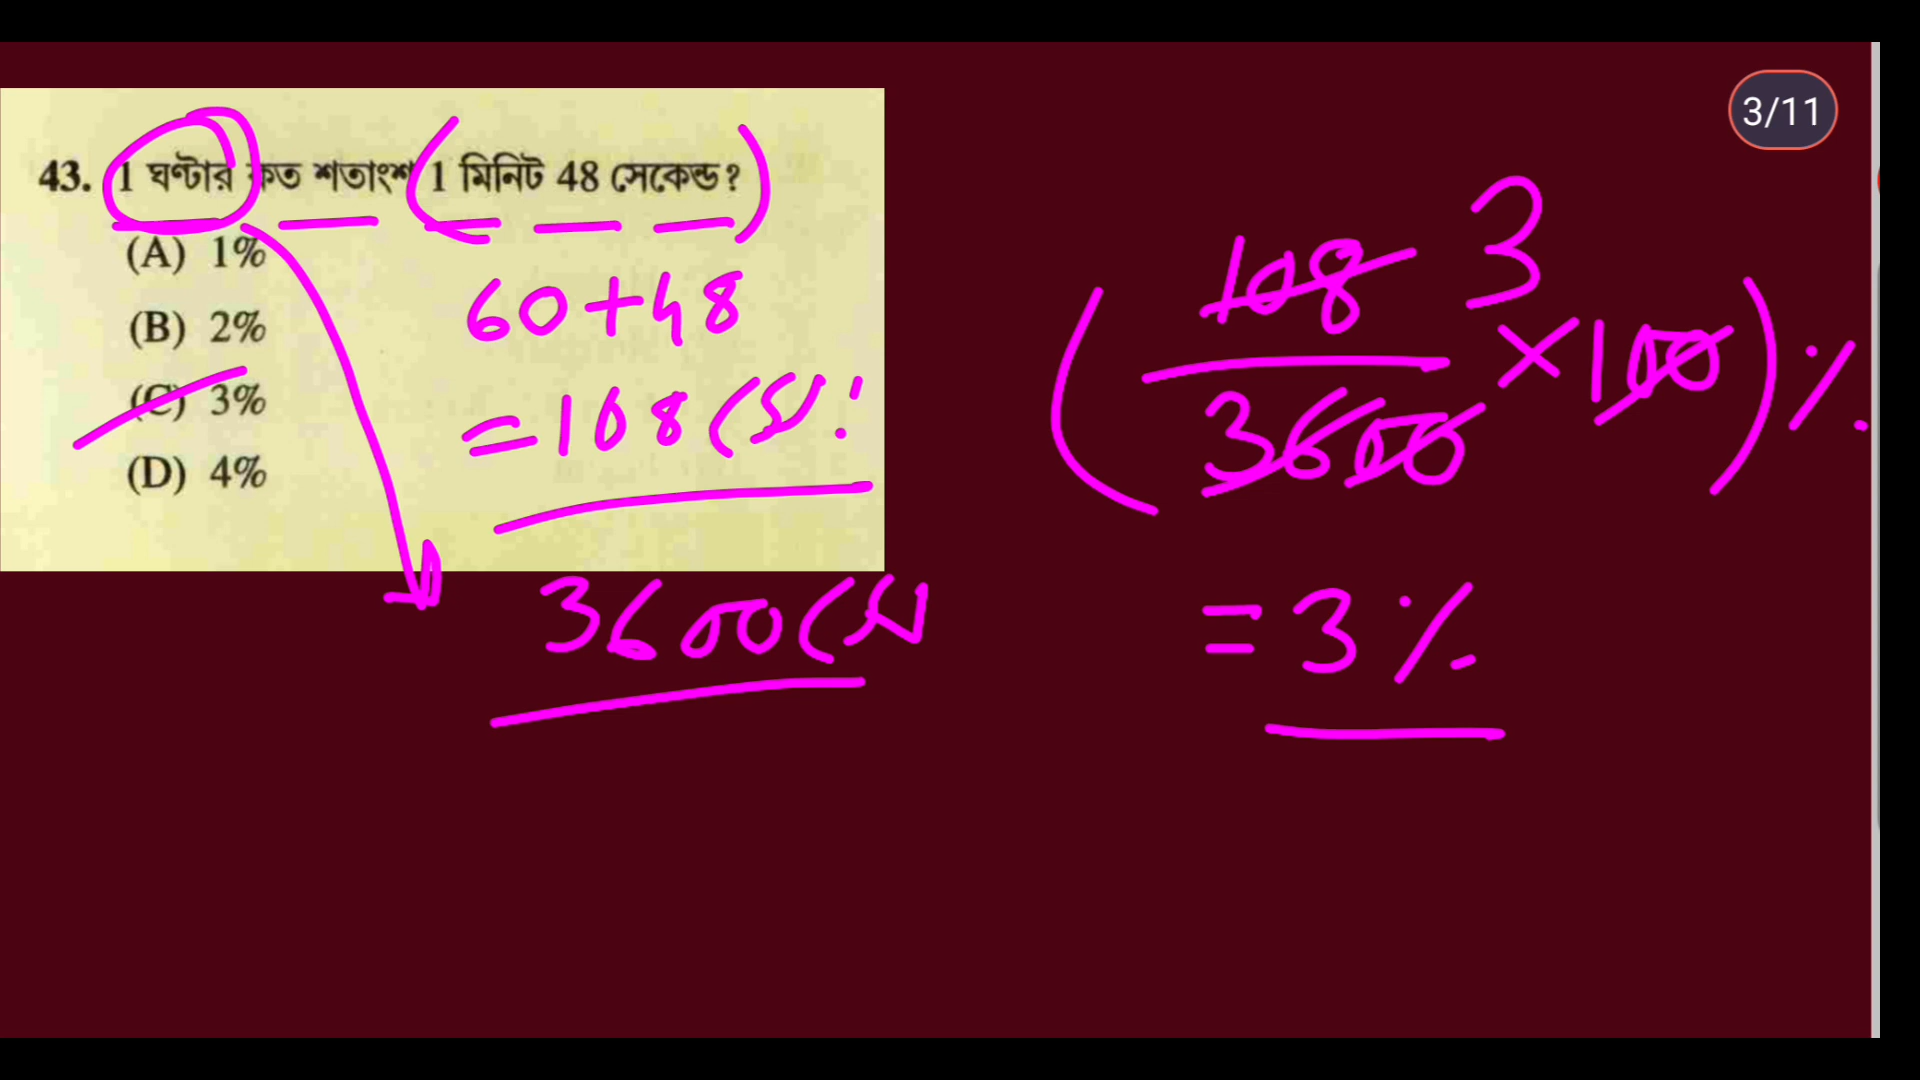 3/11
43. 1 ঘণ্টার কত শতাংশ 1 মিনিট 48 সেকেন্ড?
(A) 1%
(B) 2%
(C) 3%
(D) 4%
60+48
=108(S)
3600(S)
(108/3600 3 ×100)%
=3%